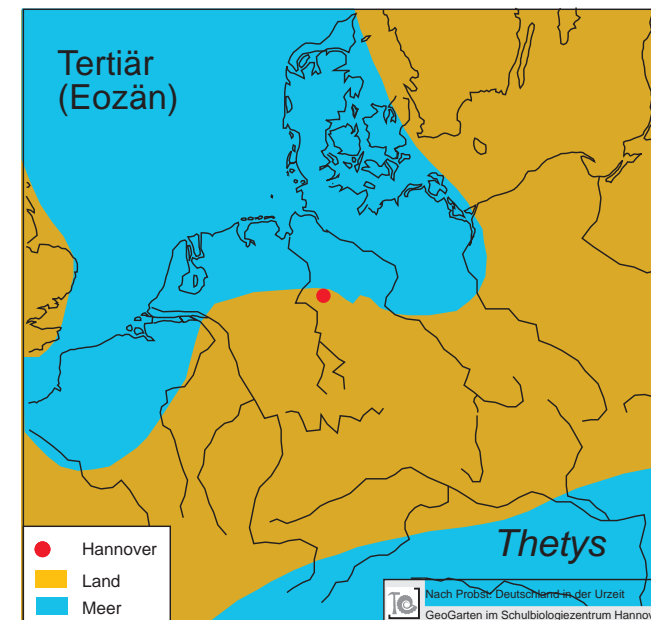 Tertiär
(Eozän)
Thetys
Hannover
Land
Meer
Nach Probst: Deutschland in der Urzeit
GeoGarten im Schulbiologiezentrum Hannov